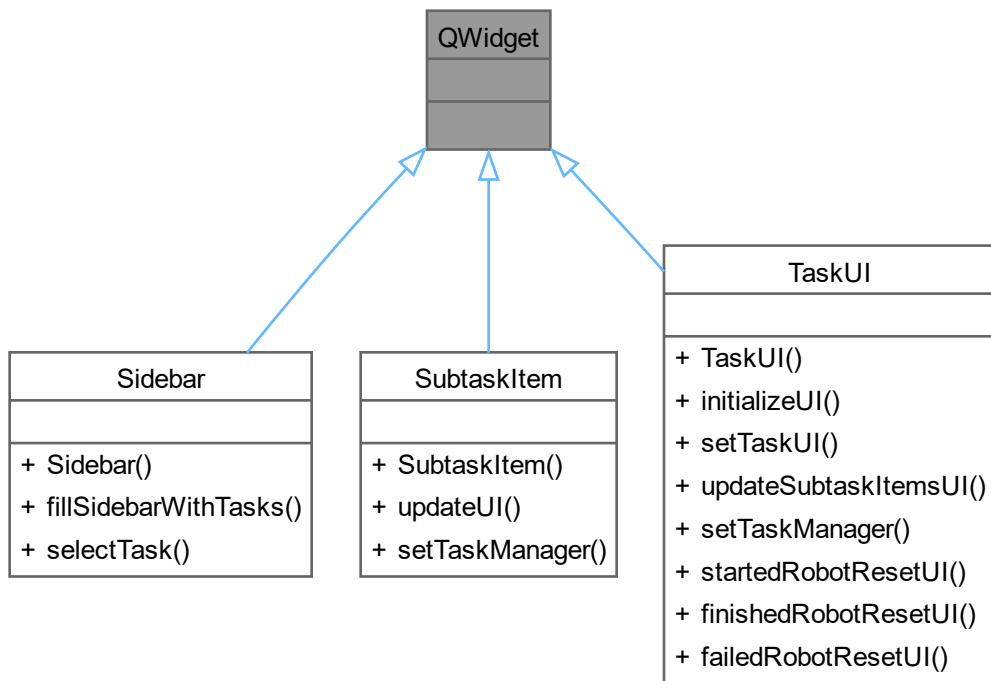 QWidget
Sidebar
+ Sidebar()
+ fillSidebarWithTasks()
+ selectTask()
SubtaskItem
+ SubtaskItem()
+ updateUI()
+ setTaskManager()
TaskUI
+ TaskUI()
+ initializeUI()
+ setTaskUI()
+ updateSubtaskItemsUI()
+ setTaskManager()
+ startedRobotResetUI()
+ finishedRobotResetUI()
+ failedRobotResetUI()